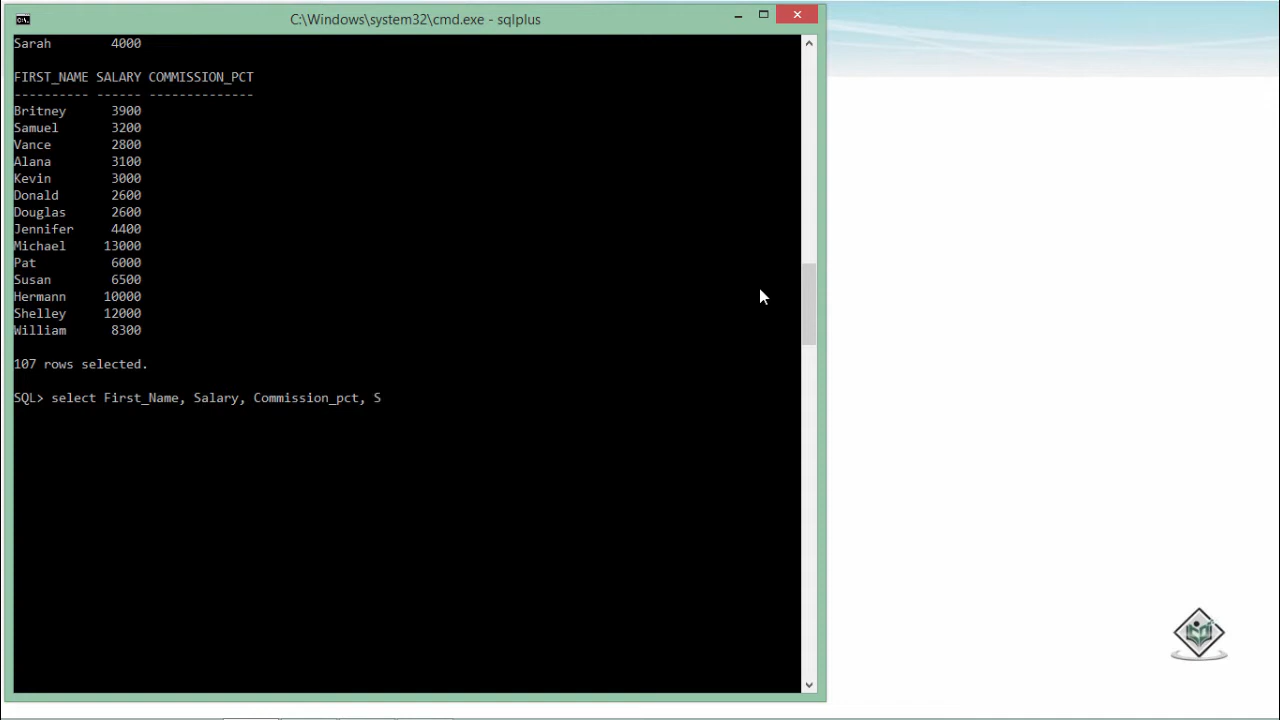 C:\Windows\system32\cmd.exe - sqlplus
Sarah 4000
FIRST_NAME SALARY COMMISSION_PCT
---------- ------ --------------
Britney 3900
Samuel 3200
Vance 2800
Alana 3100
Kevin 3000
Donald 2600
Douglas 2600
Jennifer 4400
Michael 13000
Pat 6000
Susan 6500
Hermann 10000
Shelley 12000
William 8300
107 rows selected.
SQL> select First_Name, Salary, Commission_pct, S